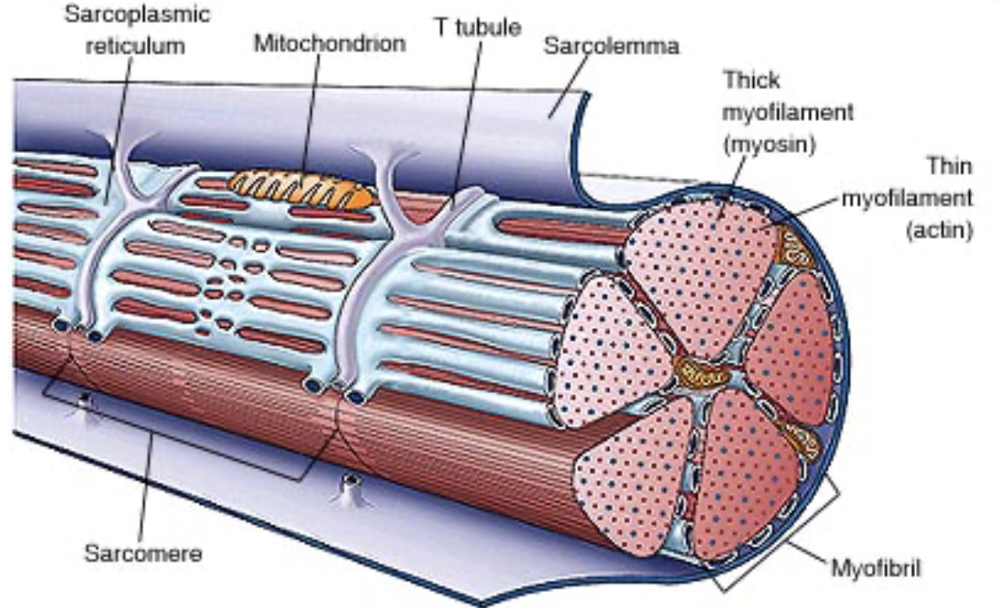 Sarcoplasmic
reticulum
Mitochondrion
T tubule
Sarcolemma
Thick
myofilament
(myosin)
Thin
myofilament
(actin)
Sarcomere
Myofibril